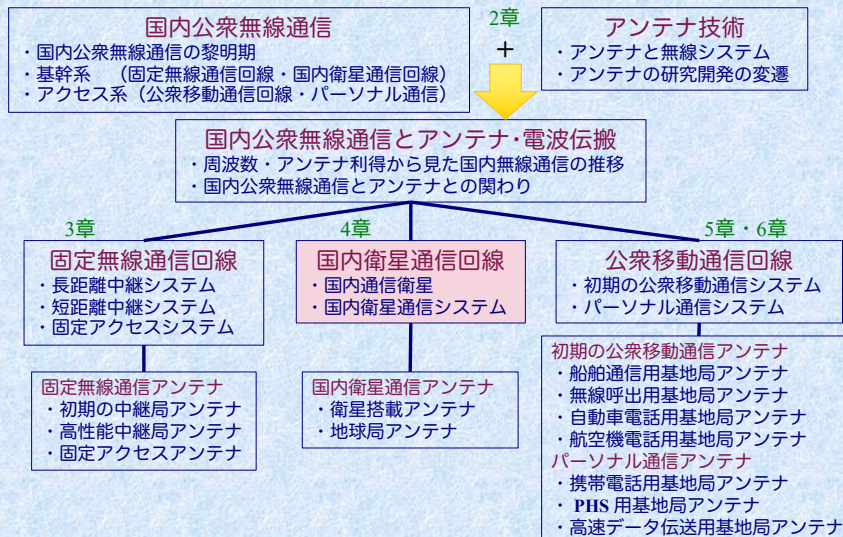 国内公衆無線通信
・国内公衆無線通信の黎明期
・基幹系　（固定無線通信回線・国内衛星通信回線）
・アクセス系（公衆移動通信回線・パーソナル通信）
2章
＋
アンテナ技術
・アンテナと無線システム
・アンテナの研究開発の変遷
国内公衆無線通信とアンテナ･電波伝搬
・周波数・アンテナ利得から見た国内無線通信の推移
・国内公衆無線通信とアンテナとの関わり
3章
固定無線通信回線
・長距離中継システム
・短距離中継システム
・固定アクセスシステム
固定無線通信アンテナ
・初期の中継局アンテナ
・高性能中継局アンテナ
・固定アクセスアンテナ
4章
国内衛星通信回線
・国内通信衛星
・国内衛星通信システム
国内衛星通信アンテナ
・衛星搭載アンテナ
・地球局アンテナ
5章・6章
公衆移動通信回線
・初期の公衆移動通信システム
・パーソナル通信システム
初期の公衆移動通信アンテナ
・船舶通信用基地局アンテナ
・無線呼出用基地局アンテナ
・自動車電話用基地局アンテナ
・航空機電話用基地局アンテナ
パーソナル通信アンテナ
・携帯電話用基地局アンテナ
・ PHS 用基地局アンテナ
・高速データ伝送用基地局アンテナ